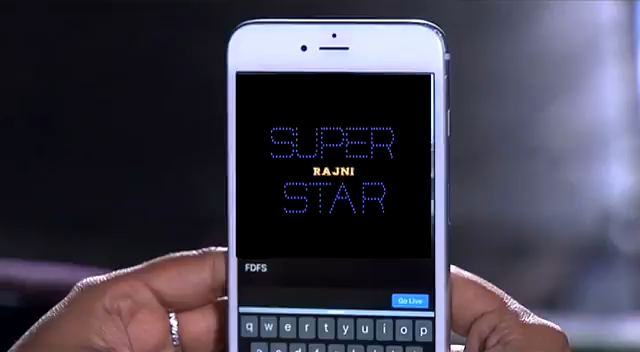 SUPER
RAJNI
STAR
FDFS
Go Live
q w e r t y u i o p